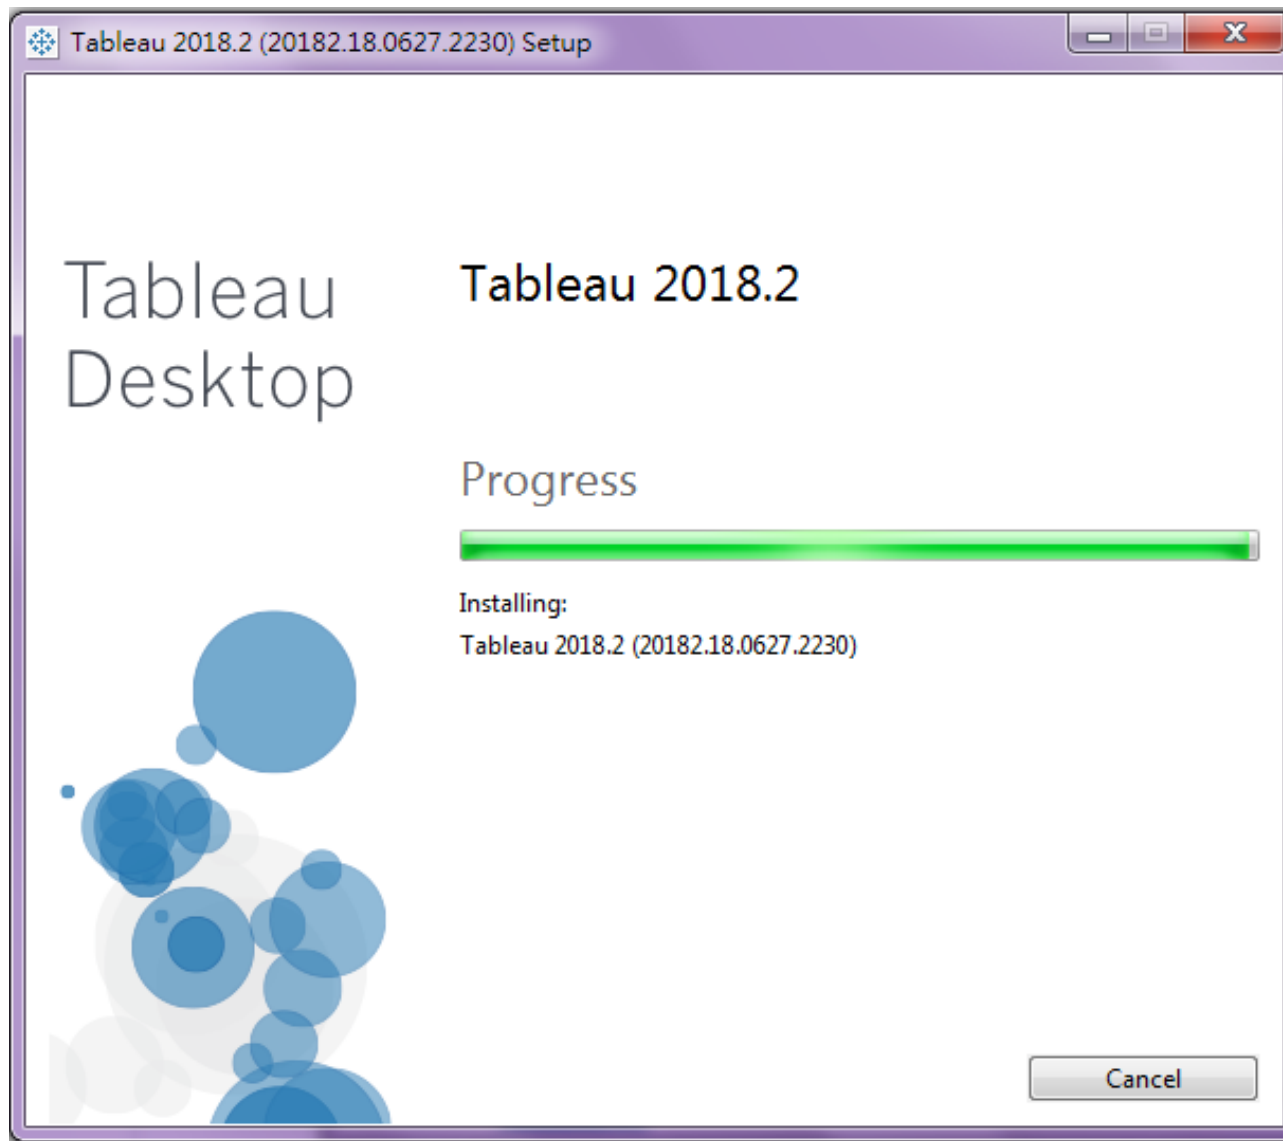 Tableau 2018.2 (20182.18.0627.2230) Setup
Tableau
Desktop
Tableau 2018.2
Progress
Installing:
Tableau 2018.2 (20182.18.0627.2230)
Cancel